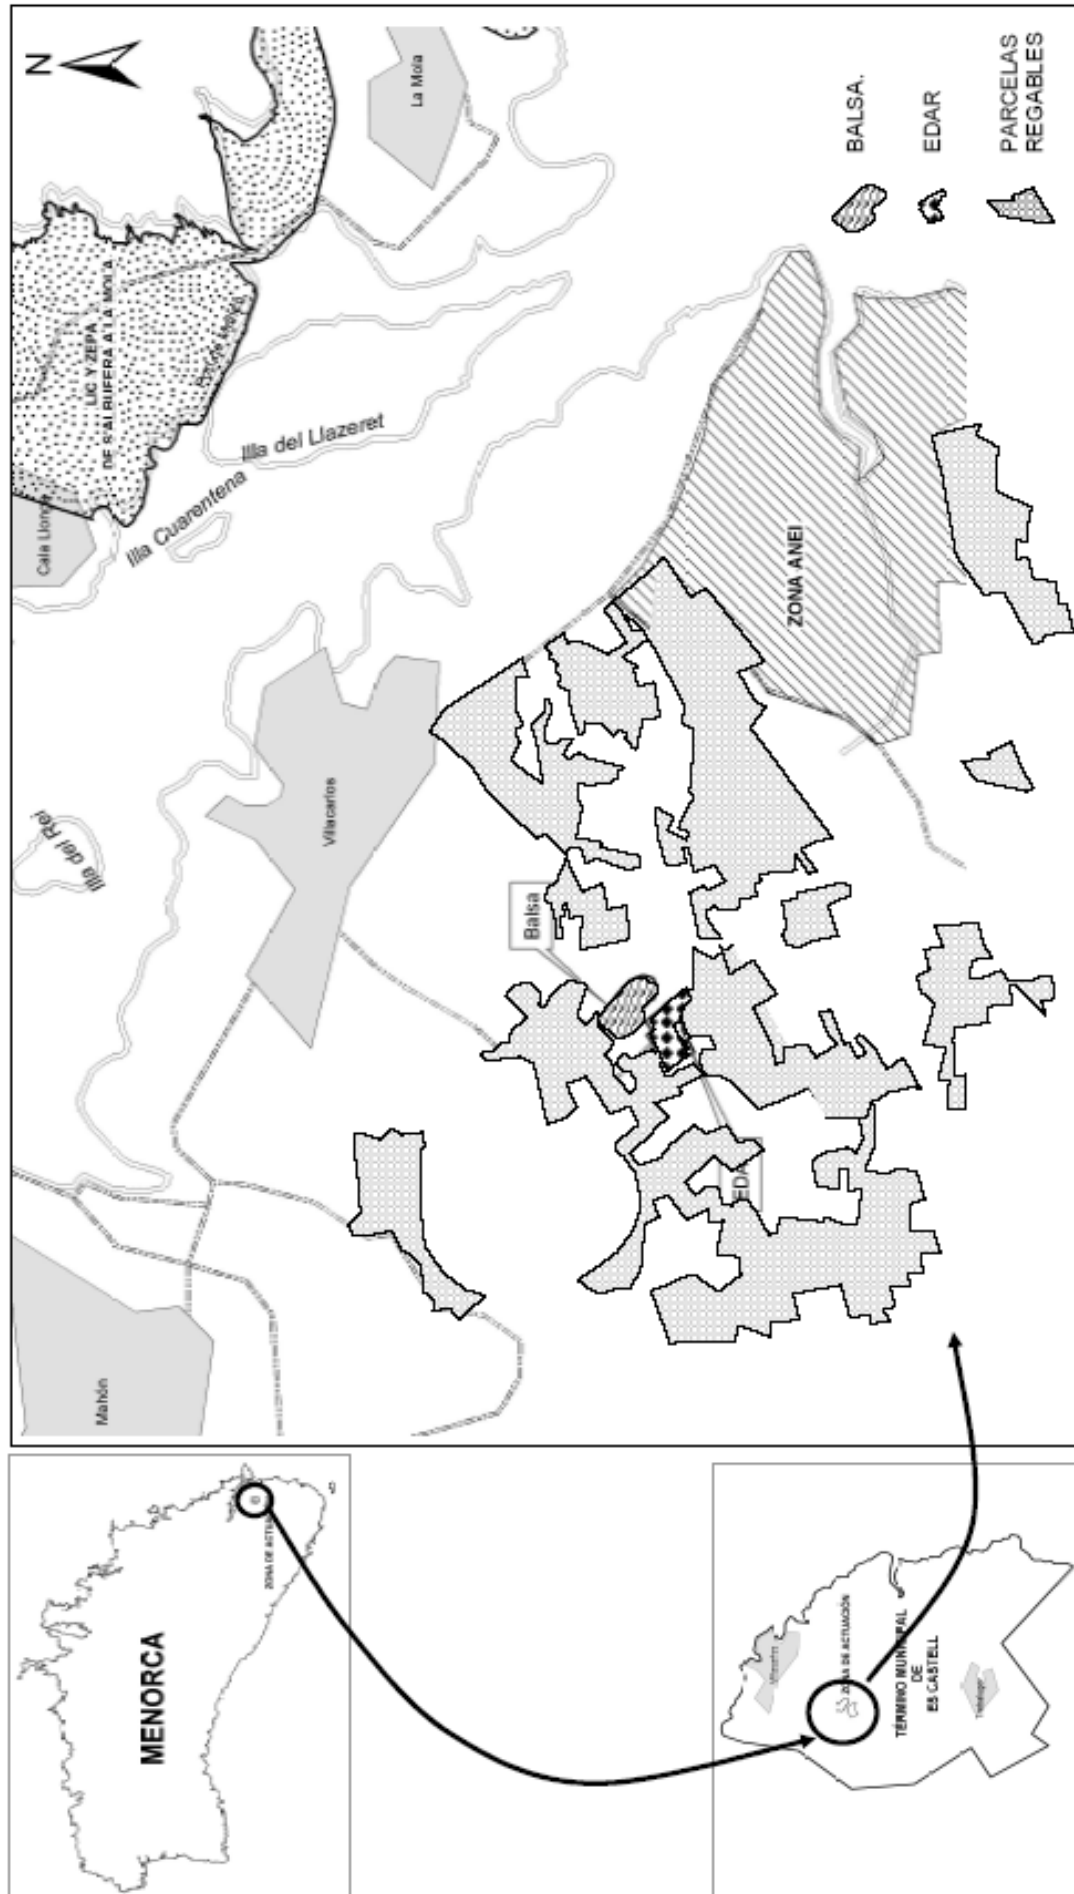 N
La Mola
LIC Y ZEPA
DE S'ALBUFERA A LA MOLA
Cala Llonga
Illa Cuarentena
Illa del Llazeret
Illa del Rei
Villacarlos
Mahón
ZONA ANEI
Balsa
EDA
BALSA.
EDAR
PARCELAS
REGABLES
MENORCA
ZONA DE ACTUA
ZONA DE ACTUACIÓN
TÉRMINO MUNICIPAL
DE
ES CASTELL